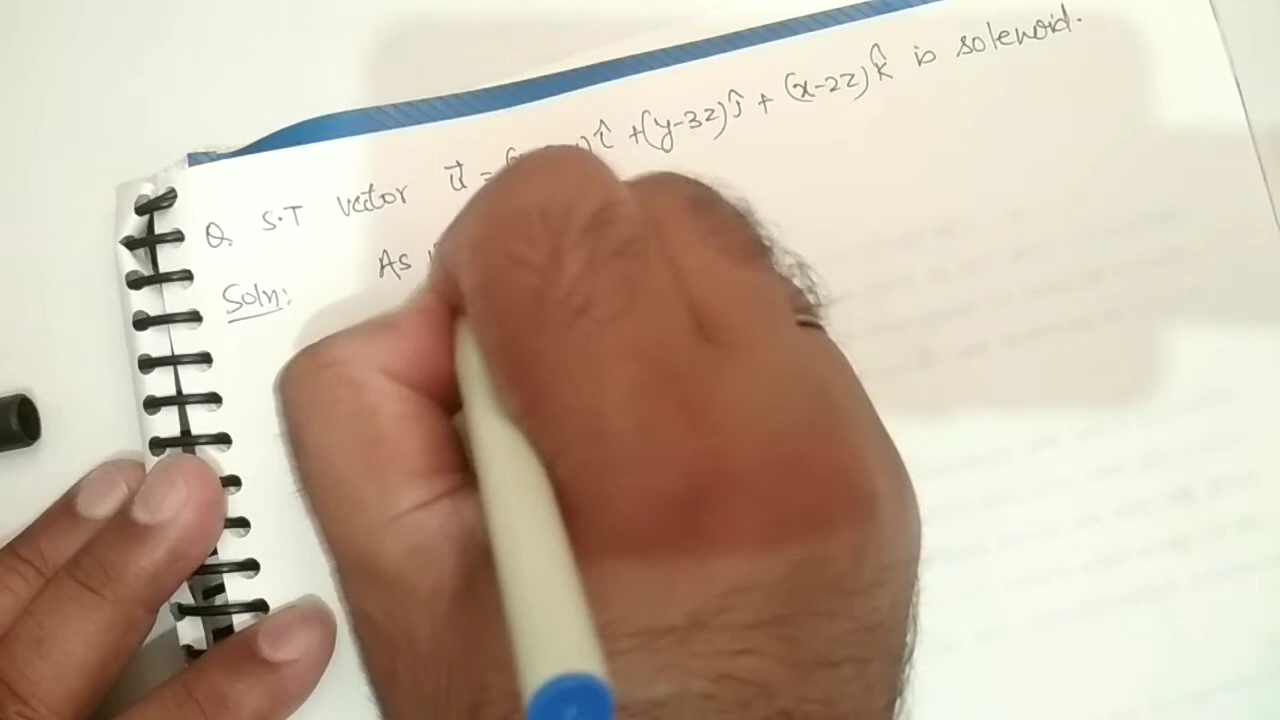 Q. S.T vector u⃗ = ( )î + (y-3z)ĵ + (x-2z)k̂ is solenoid.
Soln: As